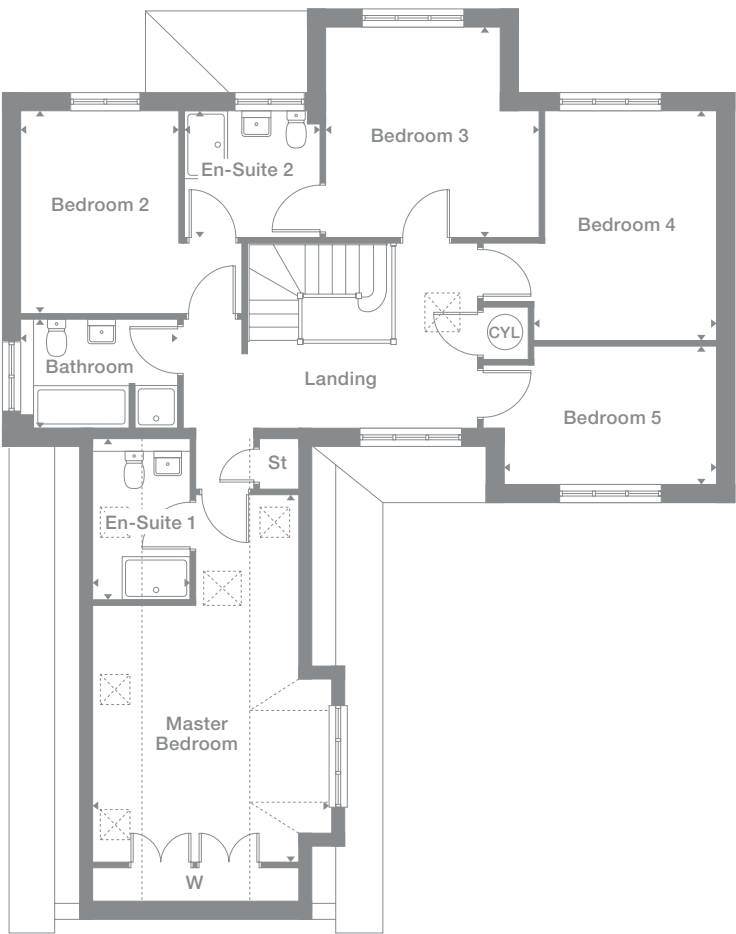 Bedroom 3
En-Suite 2
Bedroom 2
Bedroom 4
CYL
Bathroom
Landing
Bedroom 5
St
En-Suite 1
Master
Bedroom
W